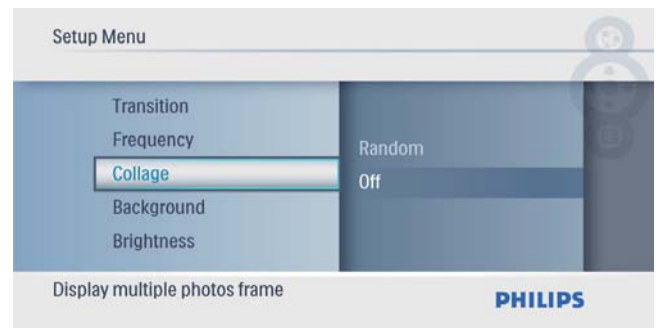 Setup Menu
Transition
Frequency
Collage
Background
Brightness
Random
Off
Display multiple photos frame
PHILIPS